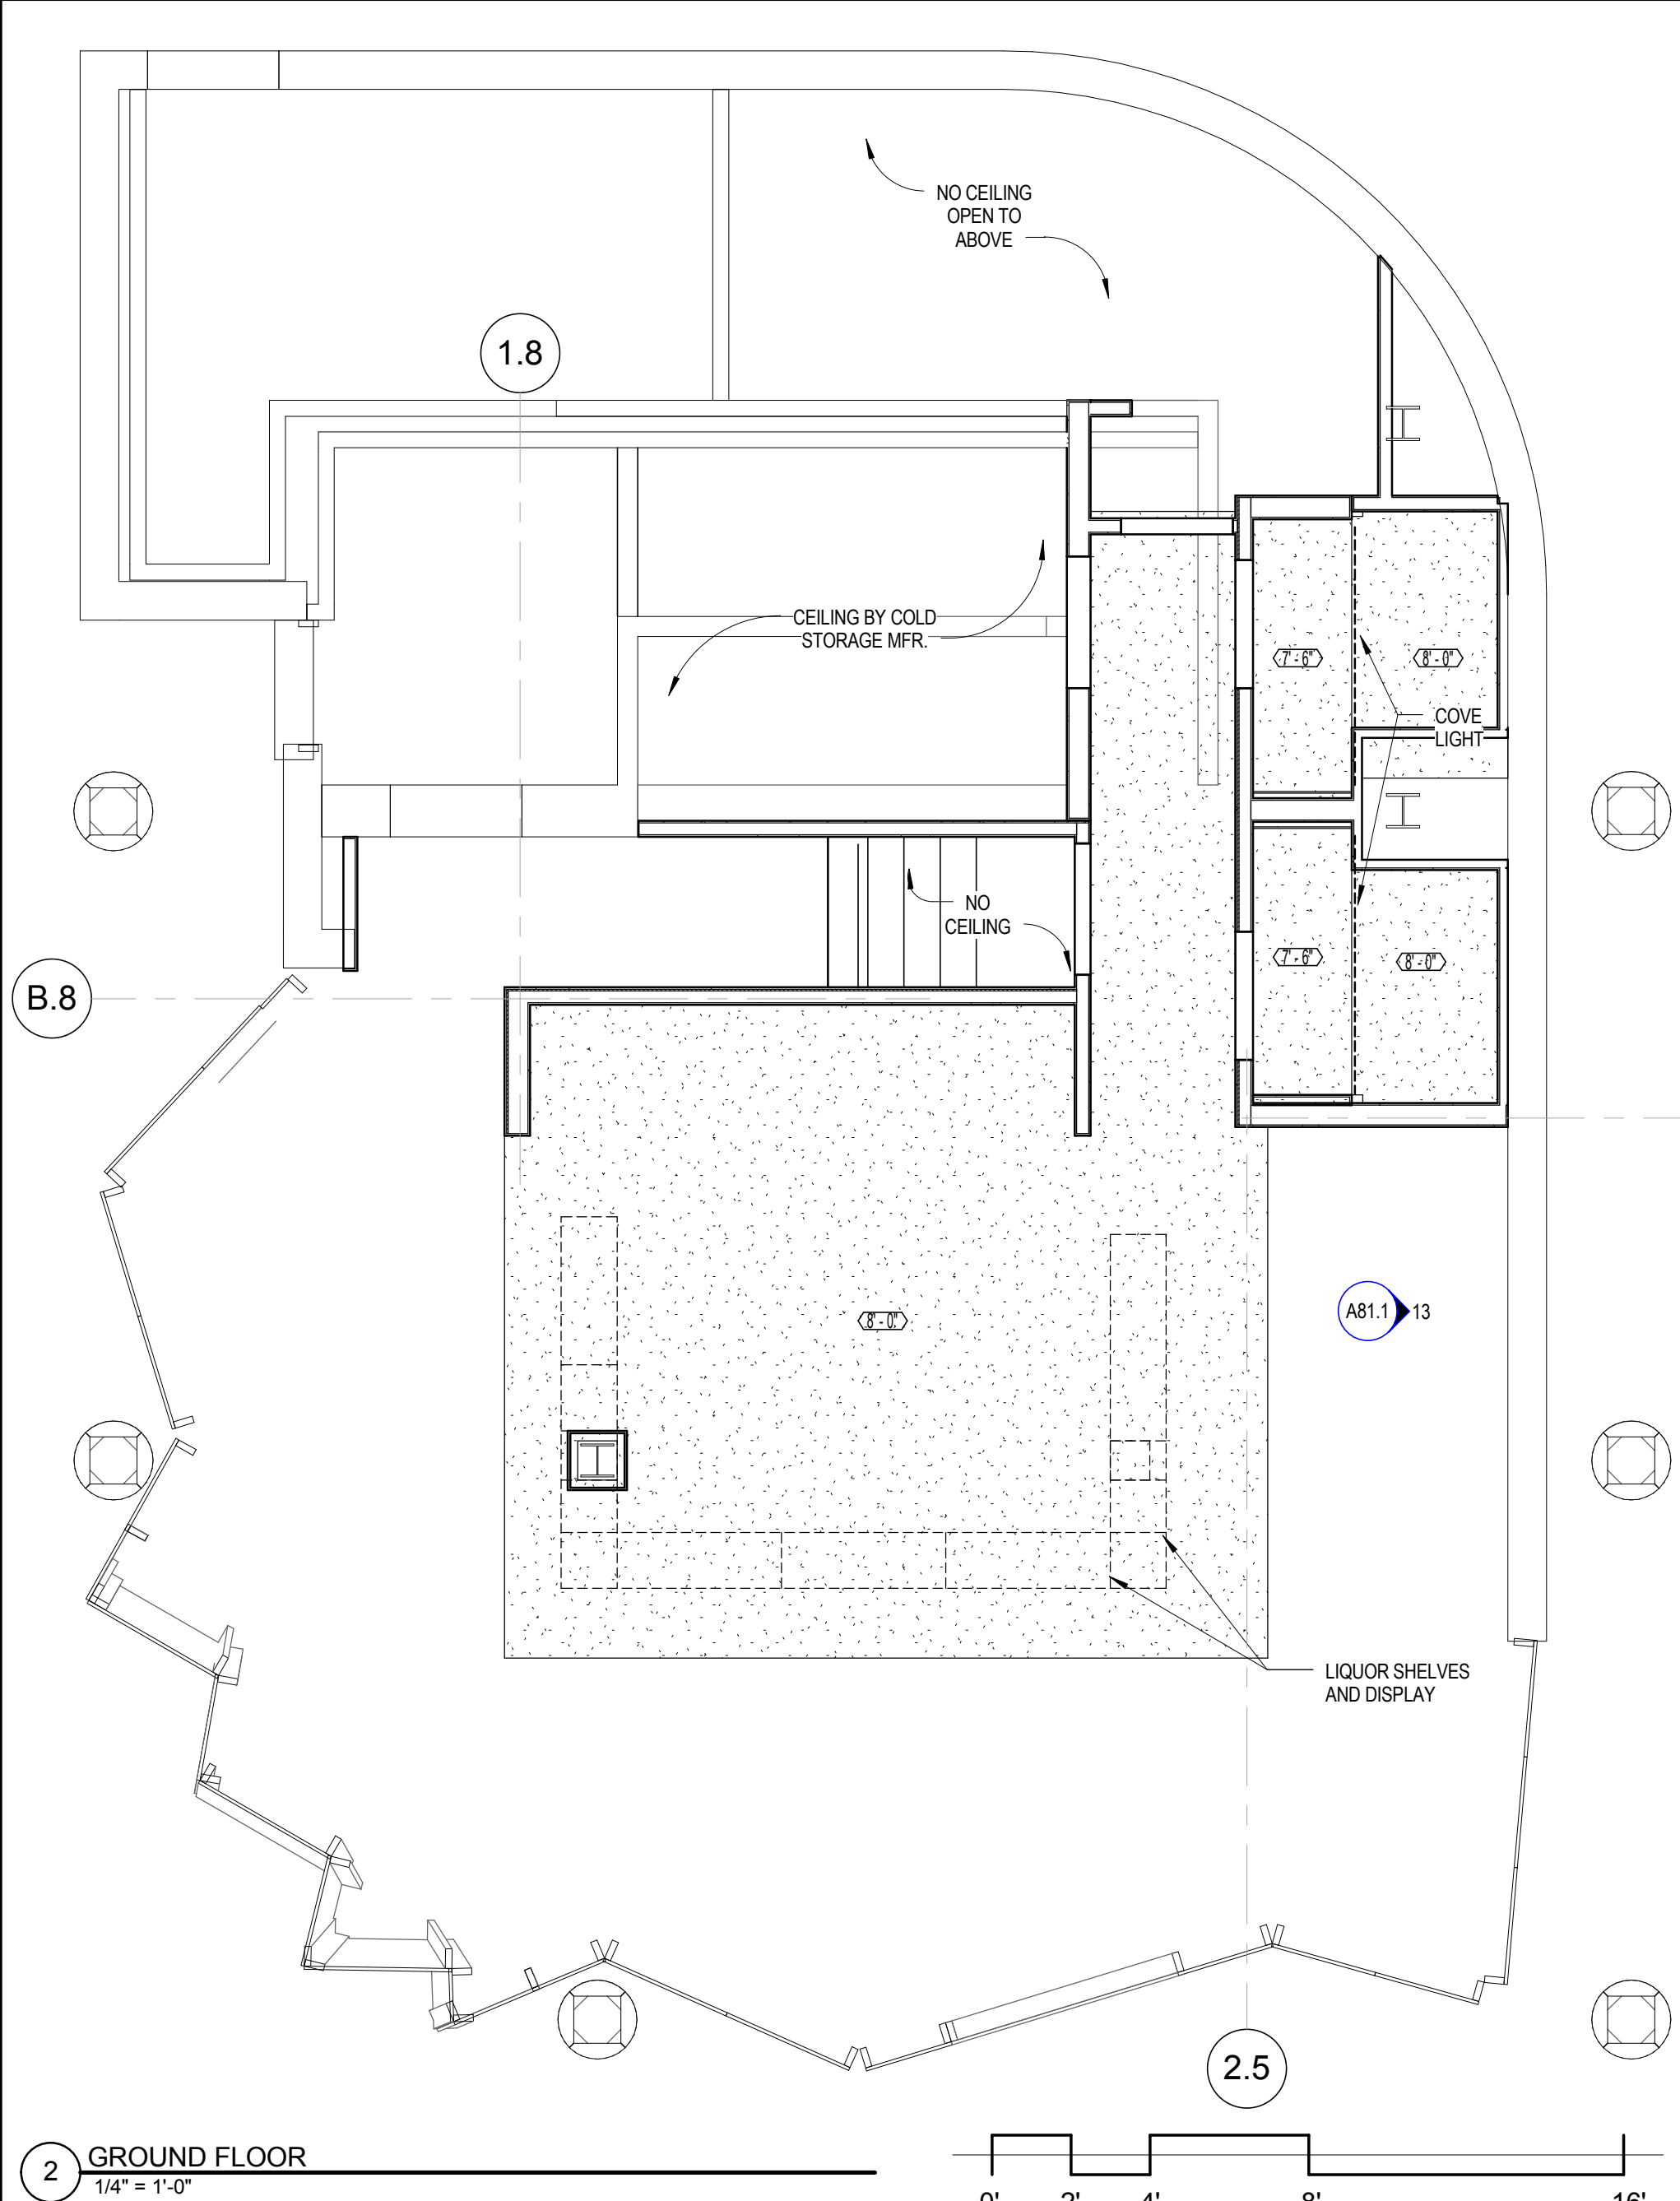 NO CEILING
OPEN TO
ABOVE
1.8
CEILING BY COLD
STORAGE MFR.
7' - 6"
8' - 0"
COVE
LIGHT
NO
CEILING
7' - 6"
8' - 0"
B.8
8' - 0"
A81.1
13
LIQUOR SHELVES
AND DISPLAY
2.5
2
GROUND FLOOR
1/4" = 1'-0"
0' 2' 4' 8' 16'